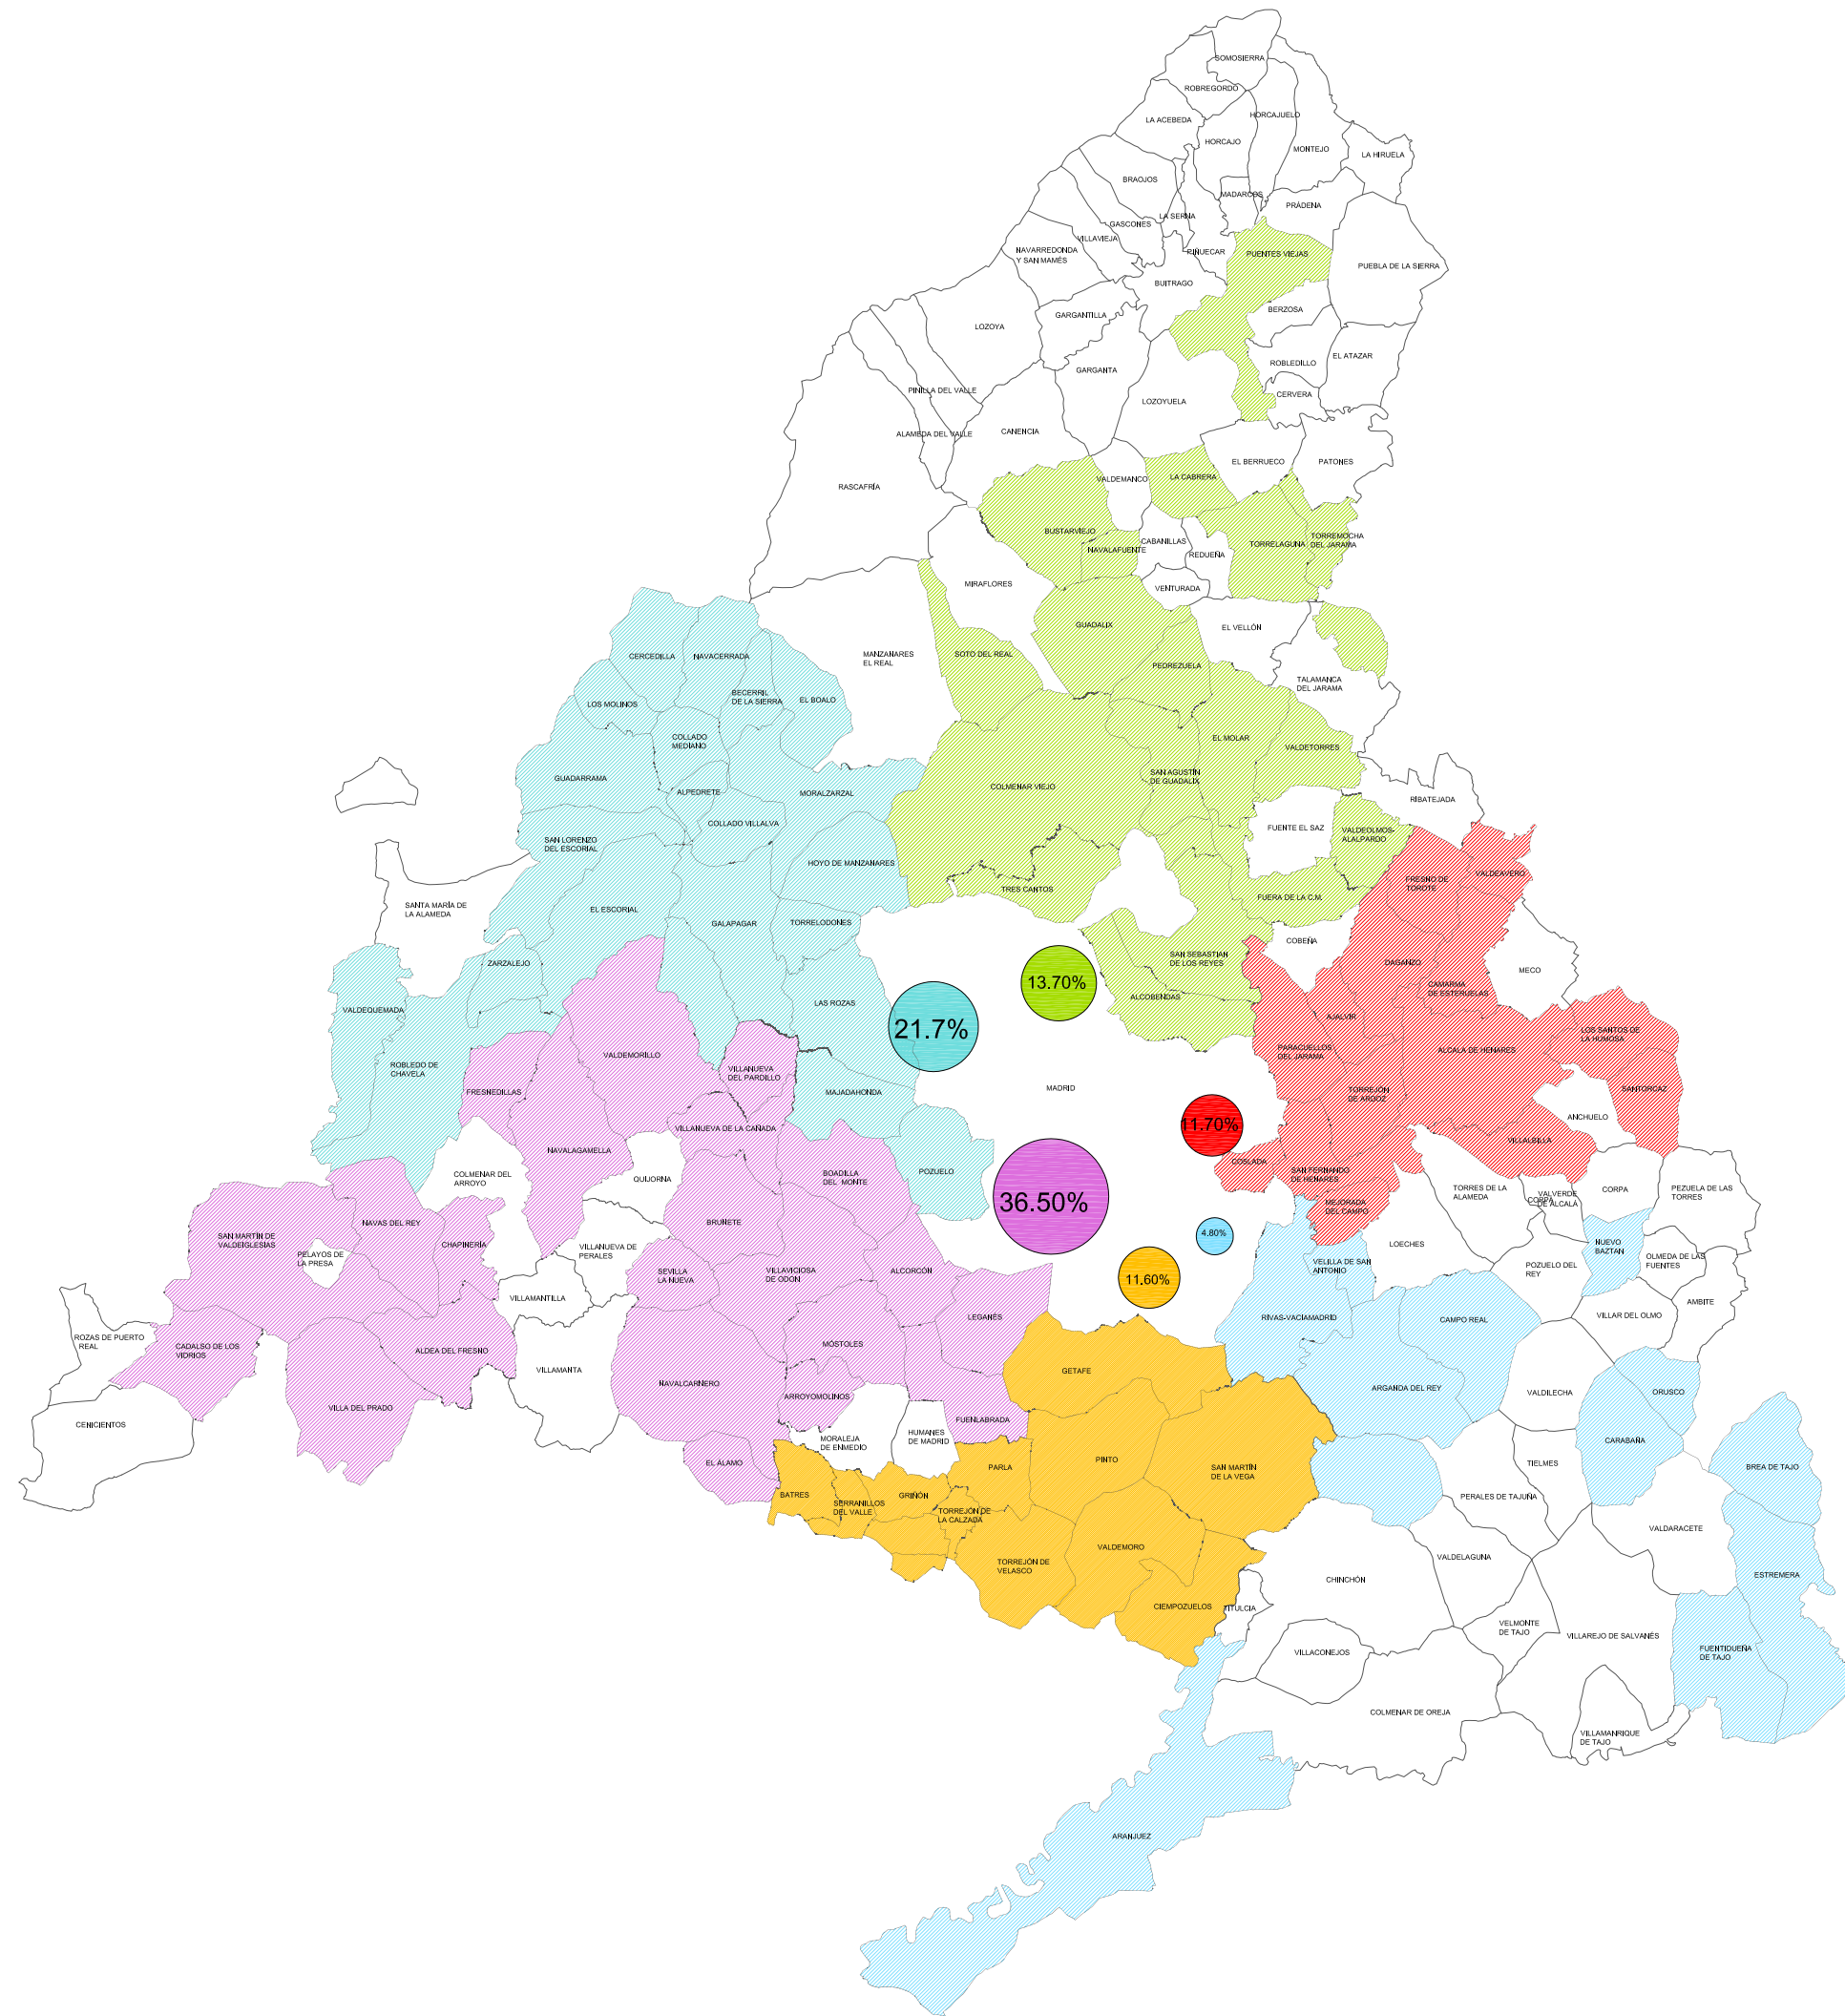 SOMOSIERRA
ROBREGORDO
LA ACEBEDA
HORCAJUELO
HORCAJO
MONTEJO
LA HIRUELA
BRAOJOS
MADARCOS
PRÁDENA
LA SERNA
GASCONES
VILLAVIEJA
NAVARREDONDA
Y SAN MAMÉS
PIÑUECAR
PUENTES VIEJAS
PUEBLA DE LA SIERRA
BUITRAGO
BERZOSA
GARGANTILLA
LOZOYA
EL ATAZAR
ROBLEDILLO
GARGANTA
PINILLA DEL VALLE
CERVERA
LOZOYUELA
ALAMEDA DEL VALLE
CANENCIA
EL BERRUECO
PATONES
RASCAFRÍA
VALDEMANCO
LA CABRERA
BUSTARVIEJO
NAVALAFUENTE
CABANILLAS
REDUEÑA
TORRELAGUNA
TORREMOCHA
DEL JARAMA
MIRAFLORES
VENTURADA
GUADALIX
EL VELLÓN
CERCEDILLA
NAVACERRADA
MANZANARES
EL REAL
SOTO DEL REAL
PEDREZUELA
TALAMANCA
DEL JARAMA
LOS MOLINOS
BECERRIL
DE LA SIERRA
EL BOALO
COLLADO
MEDIANO
EL MOLAR
VALDETORRES
GUADARRAMA
SAN AGUSTÍN
DE GUADALIX
COLMENAR VIEJO
ALPEDRETE
MORALZARZAL
RIBATEJADA
COLLADO VILLALVA
FUENTE EL SAZ
VALDEOLMOS-
ALALPARDO
SAN LORENZO
DEL ESCORIAL
HOYO DE MANZANARES
FRESNO DE
TOROTE
VALDEAVERO
TRES CANTOS
FUERA DE LA C.M.
SANTA MARÍA DE
LA ALAMEDA
EL ESCORIAL
GALAPAGAR
TORRELODONES
COBEÑA
SAN SEBASTIAN
DE LOS REYES
DAGANZO
ZARZALEJO
MECO
13.70%
CAMARMA
DE ESTERUELAS
ALCOBENDAS
VALDEQUEMADA
LAS ROZAS
21.7%
AJALVIR
LOS SANTOS DE
LA HUMOSA
PARACUELLOS
DEL JARAMA
ALCALA DE HENARES
VALDEMORILLO
ROBLEDO DE
CHAVELA
VILLANUEVA
DEL PARDILLO
MADRID
TORREJÓN
DE ARDOZ
SANTORCAZ
FRESNEDILLAS
MAJADAHONDA
ANCHUELO
11.70%
VILLANUEVA DE LA CAÑADA
VILLALBILLA
NAVALAGAMELLA
COSLADA
SAN FERNANDO
DE HENARES
COLMENAR DEL
ARROYO
QUIJORNA
BOADILLA
DEL MONTE
POZUELO
TORRES DE LA
ALAMEDA
CORPA
VALVERDE
DE ALCALÁ
CORPA
PEZUELA DE LAS
TORRES
36.50%
MEJORADA
DEL CAMPO
NAVAS DEL REY
BRUNETE
SAN MARTÍN DE
VALDEIGLESIAS
CHAPINERÍA
4.80%
LOECHES
NUEVO
BAZTAN
PELAYOS DE
LA PRESA
VILLANUEVA DE
PERALES
SEVILLA
LA NUEVA
VILLAVICIOSA
DE ODON
ALCORCÓN
VELILLA DE SAN
ANTONIO
POZUELO DEL
REY
OLMEDA DE LAS
FUENTES
11.60%
VILLAMANTILLA
LEGANÉS
RIVAS-VACIAMADRID
CAMPO REAL
VILLAR DEL OLMO
AMBITE
ROZAS DE PUERTO
REAL
CADALSO DE LOS
VIDRIOS
ALDEA DEL FRESNO
MÓSTOLES
VILLAMANTA
GETAFE
NAVALCARNERO
ARROYOMOLINOS
ARGANDA DEL REY
VALDILECHA
ORUSCO
VILLA DEL PRADO
CENICIENTOS
FUENLABRADA
HUMANES
DE MADRID
MORALEJA
DE ENMEDIO
CARABAÑA
EL ALAMO
PARLA
PINTO
SAN MARTÍN
DE LA VEGA
TIELMES
BREA DE TAJO
BATRES
SERRANILLOS
DEL VALLE
GRIÑÓN
TORREJÓN DE
LA CALZADA
PERALES DE TAJUÑA
VALDARACETE
VALDEMORO
TORREJÓN DE
VELASCO
VALDELAGUNA
ESTREMERA
CHINCHÓN
CIEMPOZUELOS
TITULCIA
VELMONTE
DE TAJO
VILLAREJO DE SALVANÉS
VILLACONEJOS
FUENTIDUEÑA
DE TAJO
COLMENAR DE OREJA
VILLAMANRIQUE
DE TAJO
ARANJUEZ